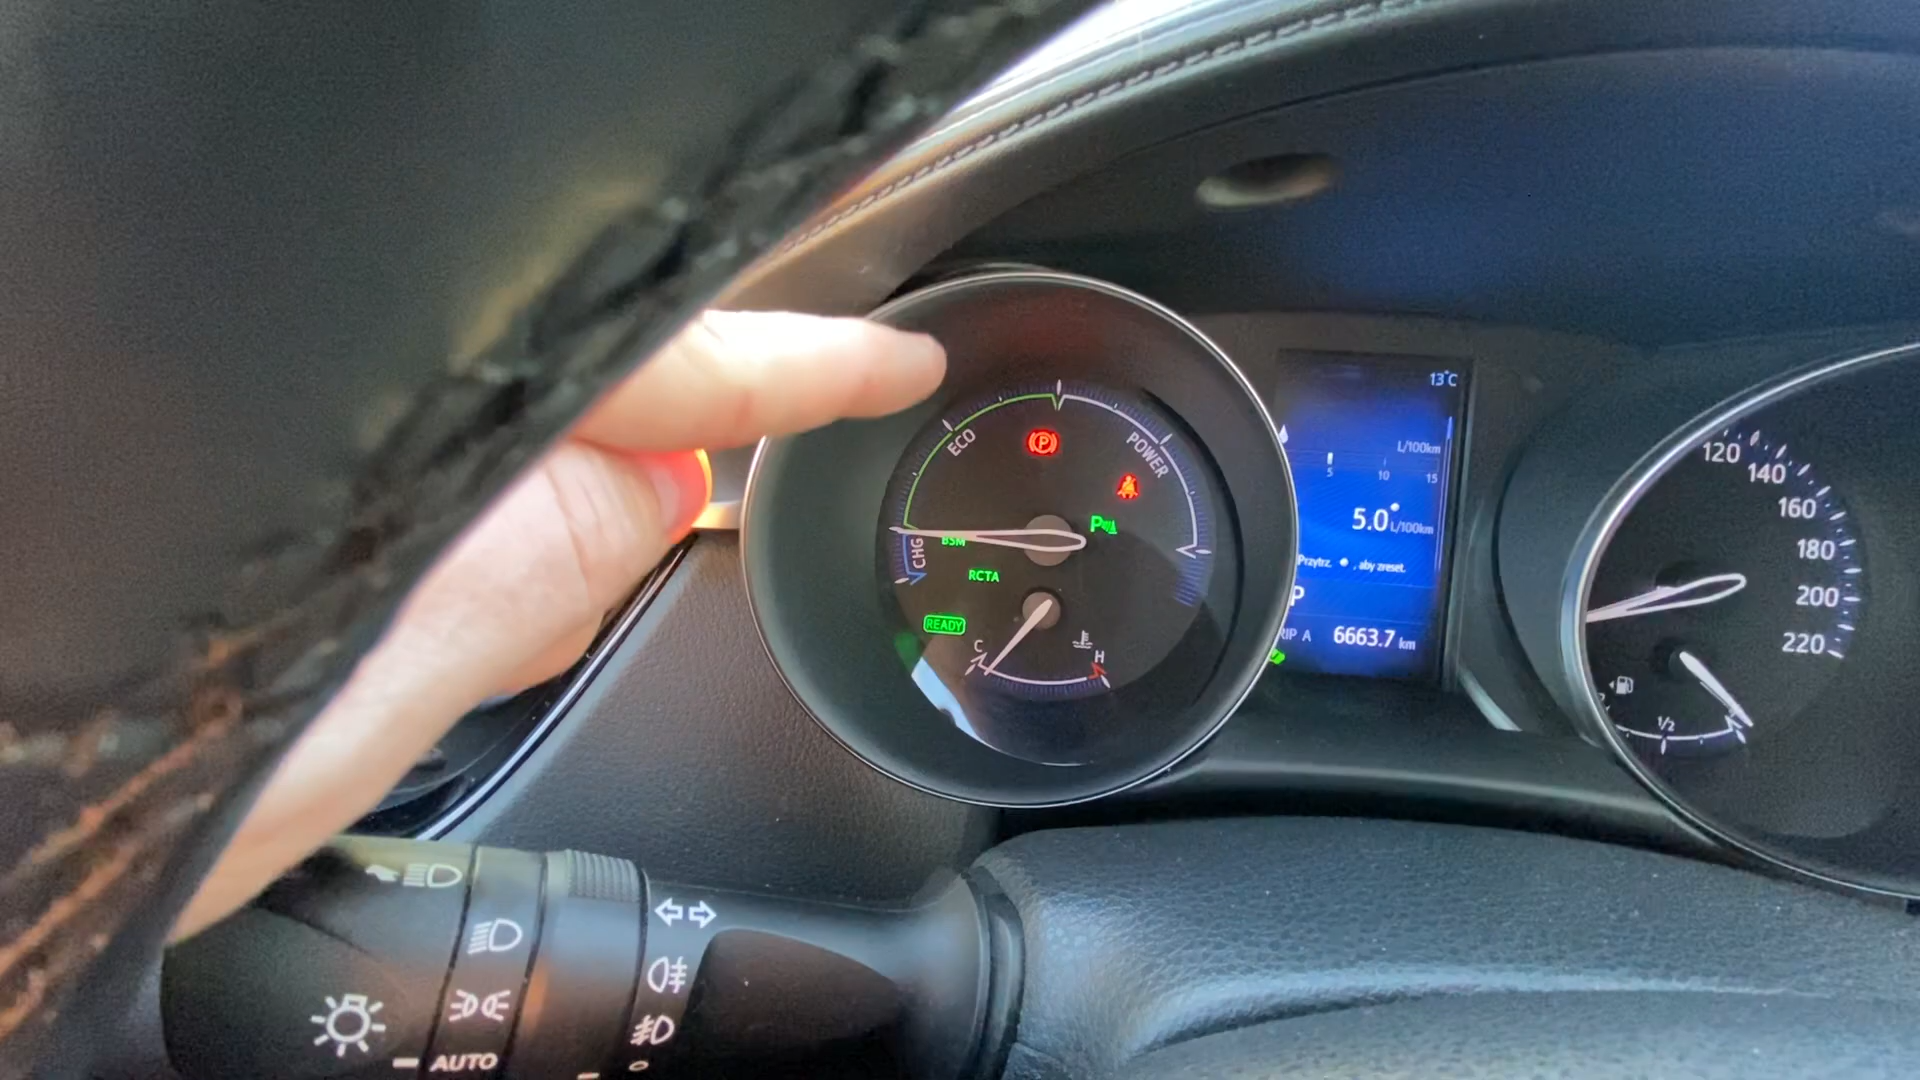 ECO
POWER
CHG
BSM
RCTA
READY
C
H
P
P
13°C
L/100km
5 10 15
5.0 L/100km
Przytrz. , aby zreset.
P
RIP A 6663.7 km
120
140
160
180
200
220
1/2
AUTO